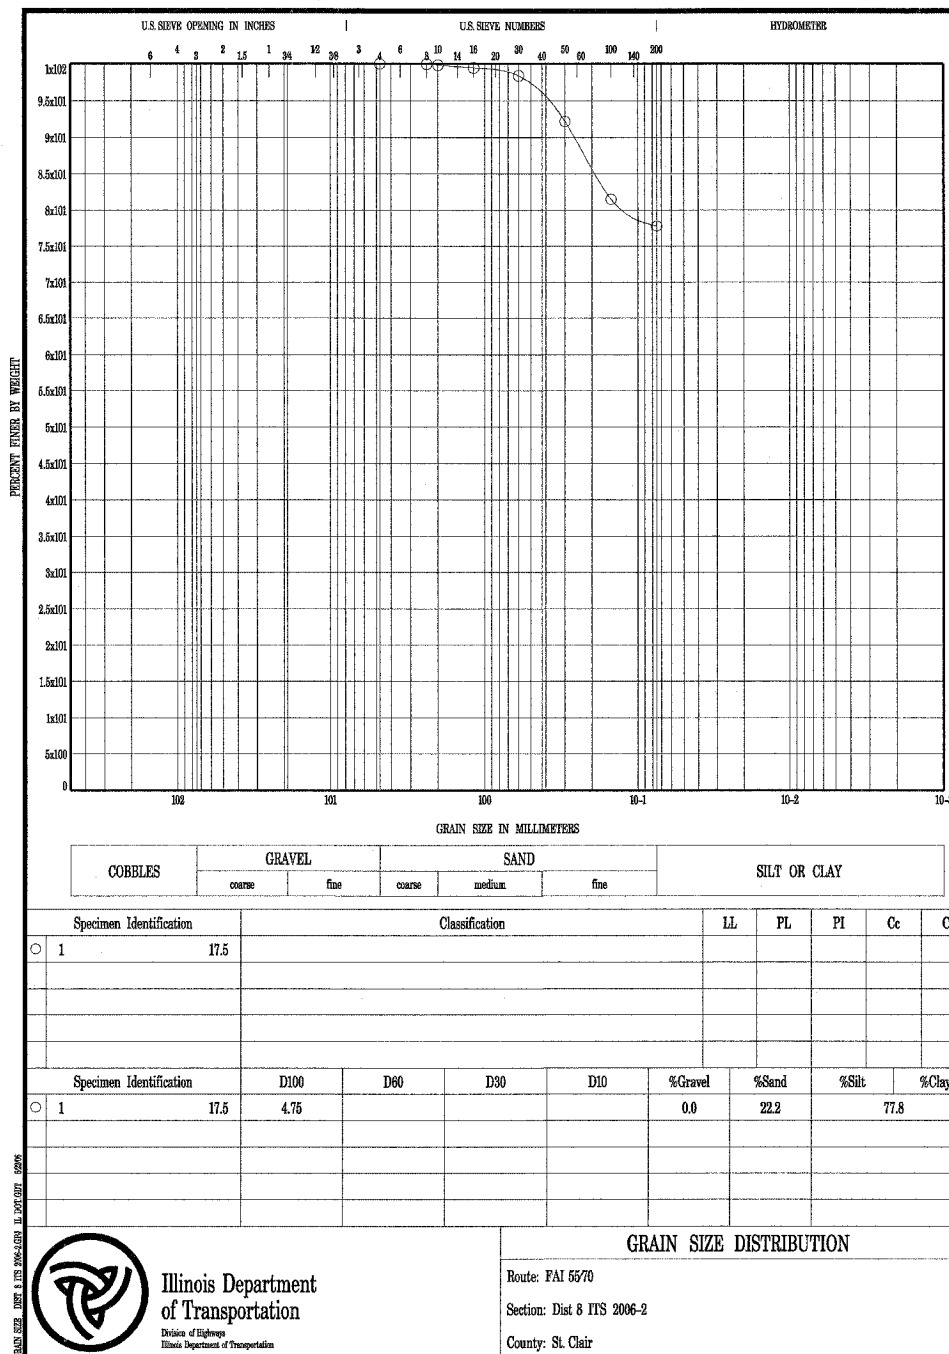 U.S. SIEVE OPENING IN INCHES | U.S. SIEVE NUMBERS | HYDROMETER
6 4 3 2 1.5 1 3/4 1/2 3/8 3 4 6 8 10 14 16 20 30 40 50 60 100 140 200
1x102
9.5x101
9x101
8.5x101
8x101
7.5x101
7x101
6.5x101
6x101
5.5x101
5x101
4.5x101
4x101
3.5x101
3x101
2.5x101
2x101
1.5x101
1x101
5x100
0
PERCENT FINER BY WEIGHT
102 101 100 10-1 10-2
GRAIN SIZE IN MILLIMETERS
COBBLES GRAVEL SAND SILT OR CLAY
coarse fine coarse medium fine
Specimen Identification Classification LL PL PI Cc
1 17.5
Specimen Identification D100 D60 D30 D10 %Gravel %Sand %Silt %Clay
1 17.5 4.75 0.0 22.2 77.8
GRAIN SIZE DISTRIBUTION
Illinois Department
of Transportation
Division of Highways
Illinois Department of Transportation
Route: FAI 55/70
Section: Dist 8 ITS 2006-2
County: St. Clair